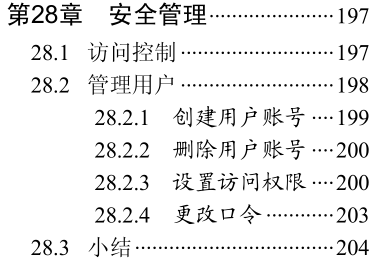 第28章 安全管理……………………197
28.1 访问控制………………………197
28.2 管理用户………………………198
28.2.1 创建用户账号……199
28.2.2 删除用户账号……200
28.2.3 设置访问权限……200
28.2.4 更改口令…………203
28.3 小结……………………………204